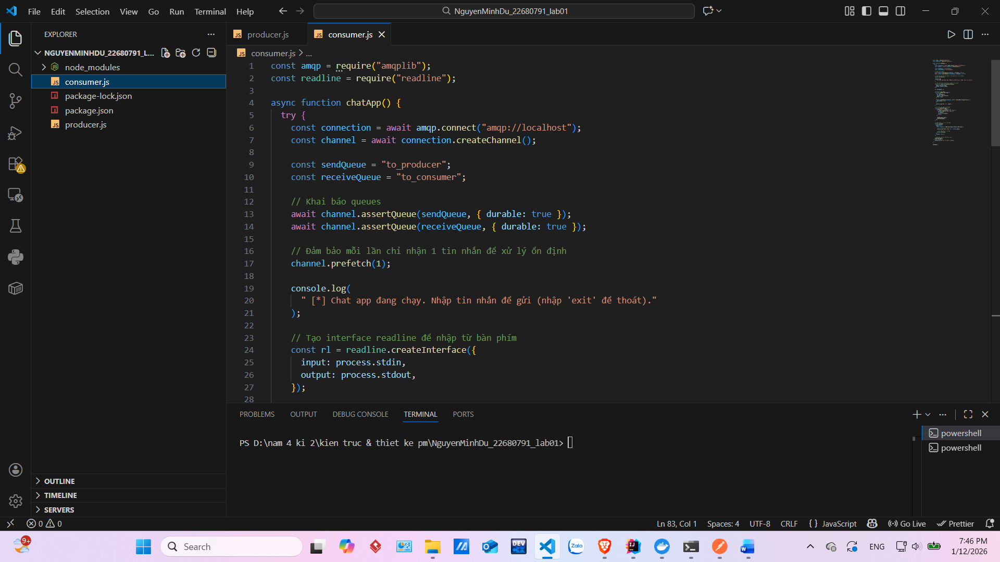 File Edit Selection View Go Run Terminal Help
NguyenMinhDu_22680791_lab01
EXPLORER
NGUYENMINHDU_22680791_L...
node_modules
consumer.js
package-lock.json
package.json
producer.js
OUTLINE
TIMELINE
SERVERS
producer.js
consumer.js
consumer.js > ...
1 const amqp = require("amqplib");
2 const readline = require("readline");
3
4 async function chatApp() {
5 try {
6 const connection = await amqp.connect("amqp://localhost");
7 const channel = await connection.createChannel();
8
9 const sendQueue = "to_producer";
10 const receiveQueue = "to_consumer";
11
12 // Khai báo queues
13 await channel.assertQueue(sendQueue, { durable: true });
14 await channel.assertQueue(receiveQueue, { durable: true });
15
16 // Đảm bảo mỗi lần chỉ nhận 1 tin nhắn để xử lý ổn định
17 channel.prefetch(1);
18
19 console.log(
20 " [*] Chat app đang chạy. Nhập tin nhắn để gửi (nhập 'exit' để thoát)."
21 );
22
23 // Tạo interface readline để nhập từ bàn phím
24 const rl = readline.createInterface({
25 input: process.stdin,
26 output: process.stdout,
27 });
28
PROBLEMS OUTPUT DEBUG CONSOLE TERMINAL PORTS
PS D:\nam 4 ki 2\kien truc & thiet ke pm\NguyenMinhDu_22680791_lab01>
powershell
powershell
0 0
Ln 83, Col 1 Spaces: 4 UTF-8 CRLF { } JavaScript Go Live Prettier
9+
Search
DEV C++
Zalo
IJ
ENG
7:46 PM
1/12/2026